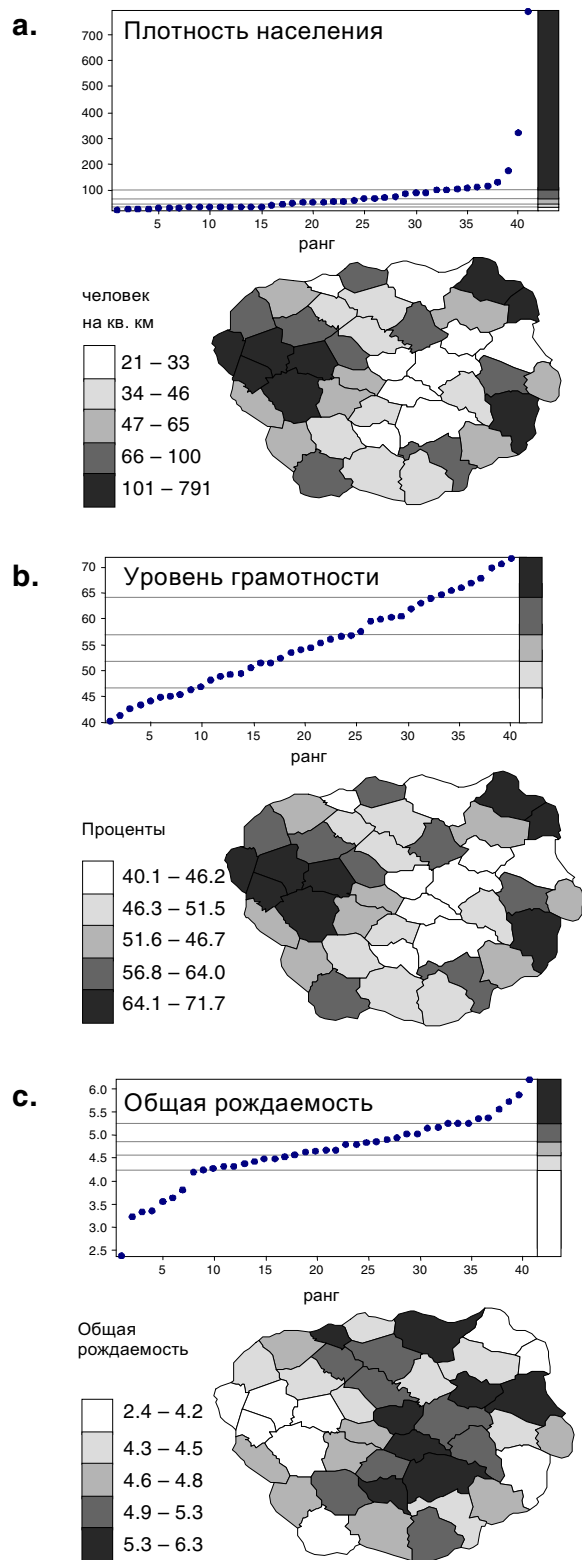 a.
Плотность населения
700
600
500
400
300
200
100
5 10 15 20 25 30 35 40
ранг
человек
на кв. км
21 – 33
34 – 46
47 – 65
66 – 100
101 – 791
b.
Уровень грамотности
70
65
60
55
50
45
40
5 10 15 20 25 30 35 40
Проценты
40.1 – 46.2
46.3 – 51.5
51.6 – 46.7
56.8 – 64.0
64.1 – 71.7
c.
Общая рождаемость
6.0
5.5
5.0
4.5
4.0
3.5
3.0
2.5
5 10 15 20 25 30 35 40
ранг
Общая
рождаемость
2.4 – 4.2
4.3 – 4.5
4.6 – 4.8
4.9 – 5.3
5.3 – 6.3